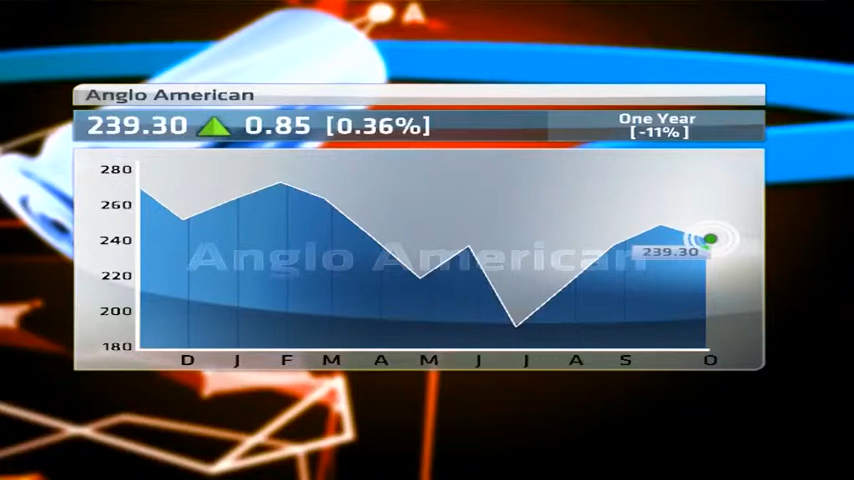 A
Anglo American
239.30 0.85 [0.36%]
One Year
[-11%]
280
260
240
220
200
180
Anglo American
239.30
D J F M A M J J A S O